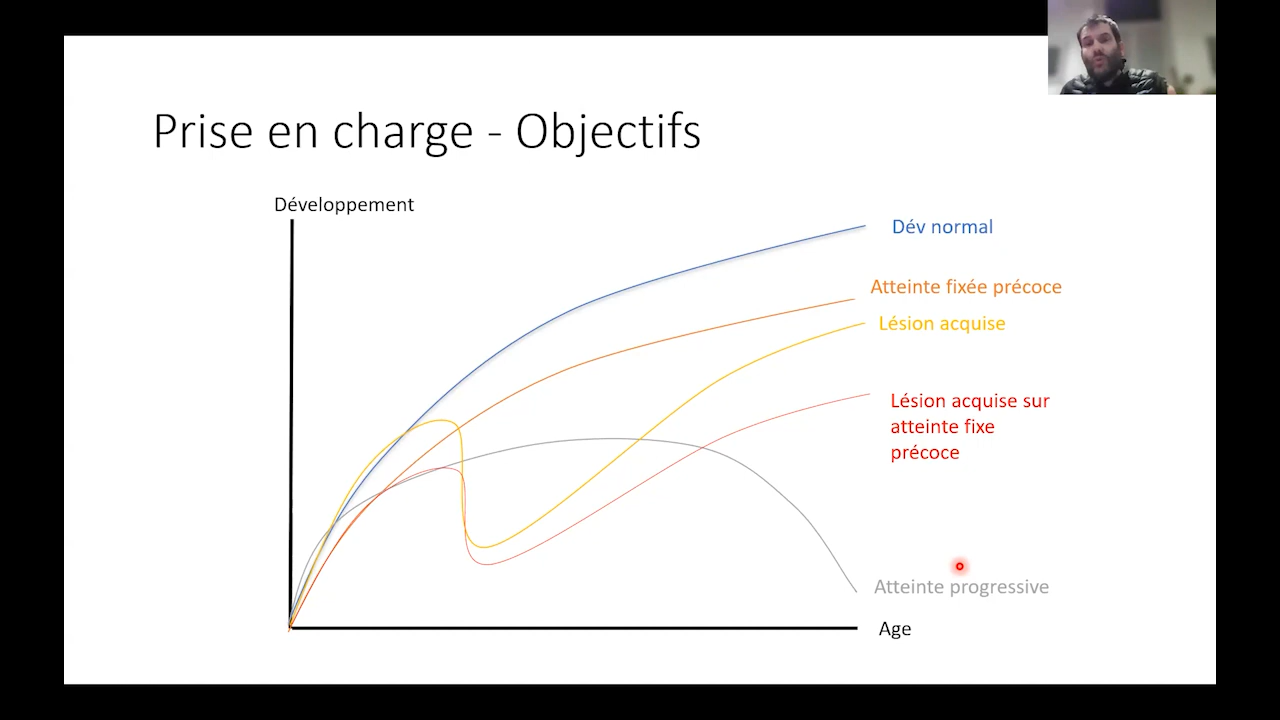 Prise en charge - Objectifs
Développement
Dév normal
Atteinte fixée précoce
Lésion acquise
Lésion acquise sur
atteinte fixe
précoce
Atteinte progressive
Age